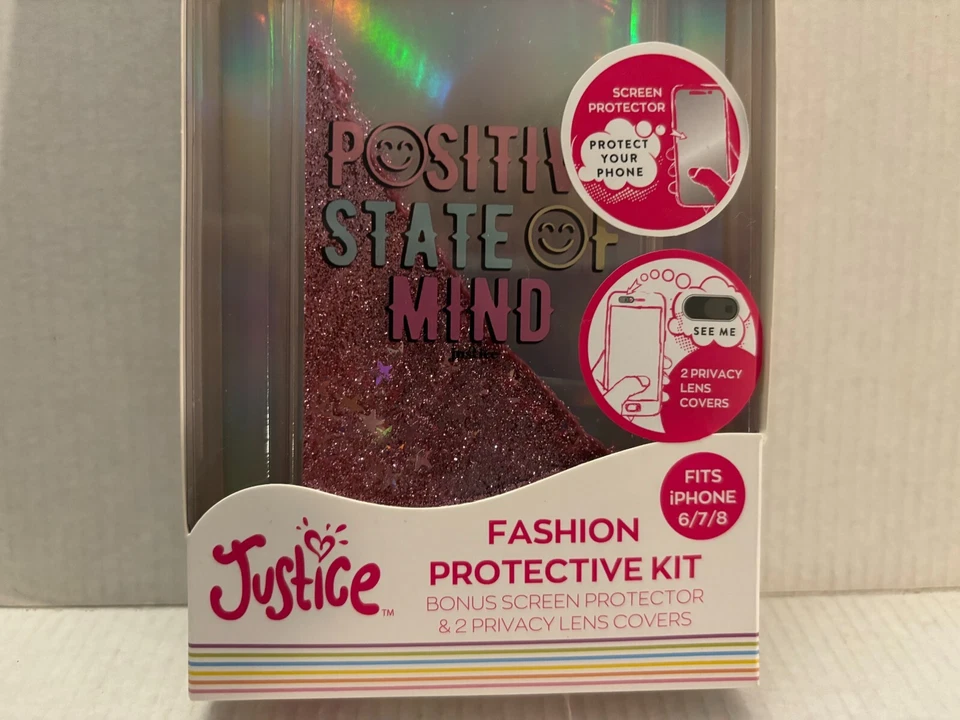 SCREEN
PROTECTOR
PROTECT
YOUR
PHONE
POSITIV
STATE OF
MIND
Justice
SEE ME
2 PRIVACY
LENS
COVERS
FITS
iPHONE
6/7/8
Justice™
FASHION
PROTECTIVE KIT
BONUS SCREEN PROTECTOR
& 2 PRIVACY LENS COVERS